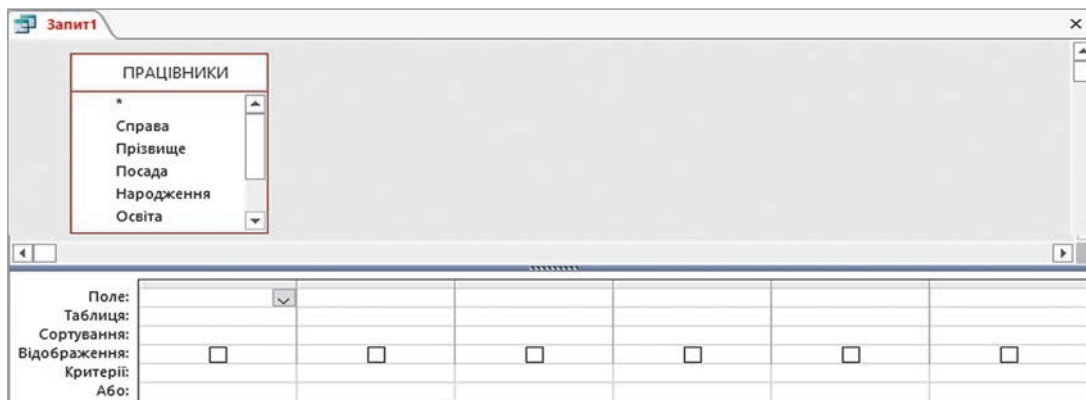 Запит1
ПРАЦІВНИКИ
*
Справа
Прізвище
Посада
Народження
Освіта
Поле:
Таблиця:
Сортування:
Відображення:
Критерії:
Або: